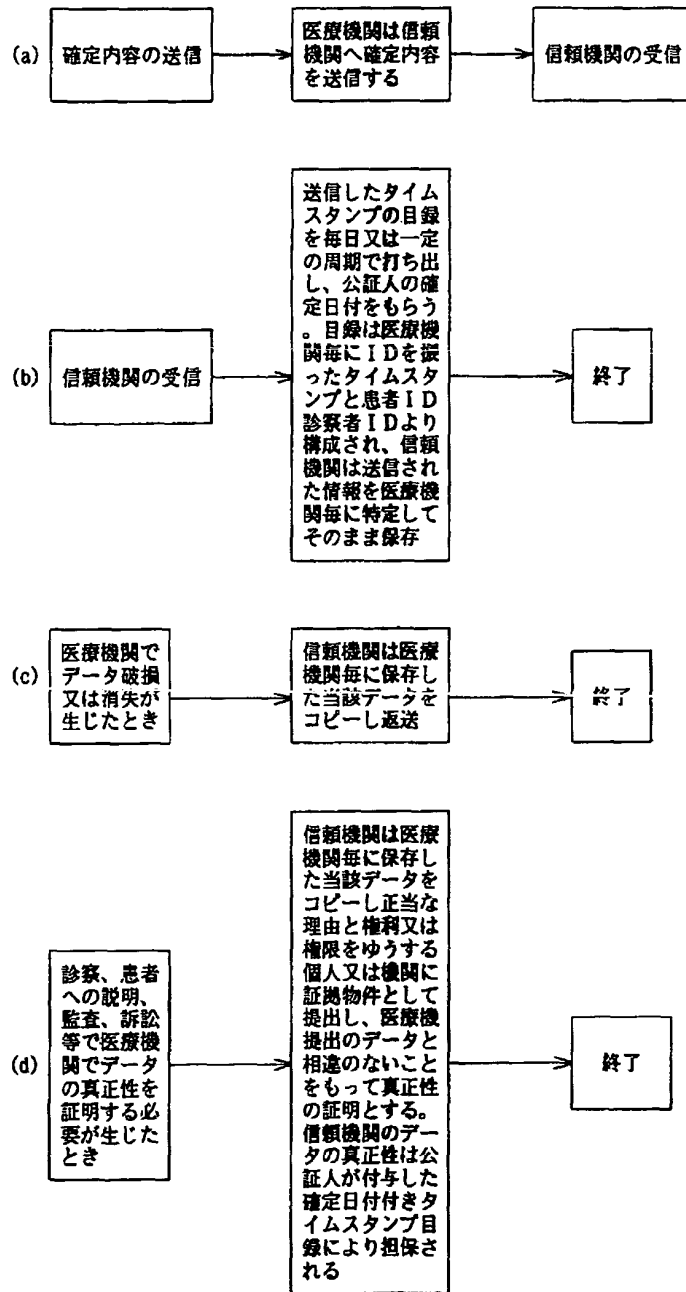 (a)
確定内容の送信
医療機関は信頼
機関へ確定内容
を送信する
信頼機関の受信
(b)
信頼機関の受信
送信したタイム
スタンプの目録
を毎日又は一定
の周期で打ち出
し、公証人の確
定日付をもらう
。目録は医療機
関毎にIDを振
ったタイムスタ
ンプと患者ID
診察者IDより
構成され、信頼
機関は送信され
た情報を医療機
関毎に特定して
そのまま保存
終了
(c)
医療機関で
データ破損
又は消失が
生じたとき
信頼機関は医療
機関毎に保存し
た当該データを
コピーし返送
終了
(d)
診察、患者
への説明、
監査、訴訟
等で医療機
関でデータ
の真正性を
証明する必
要が生じた
とき
信頼機関は医療
機関毎に保存し
た当該データを
コピーし正当な
理由と権利又は
権限をゆうする
個人又は機関に
証拠物件として
提出し、医療機
提出のデータと
相違のないこと
をもって真正性
の証明とする。
信頼機関のデー
タの真正性は公
証人が付与した
確定日付付きタ
イムスタンプ目
録により担保さ
れる
終了